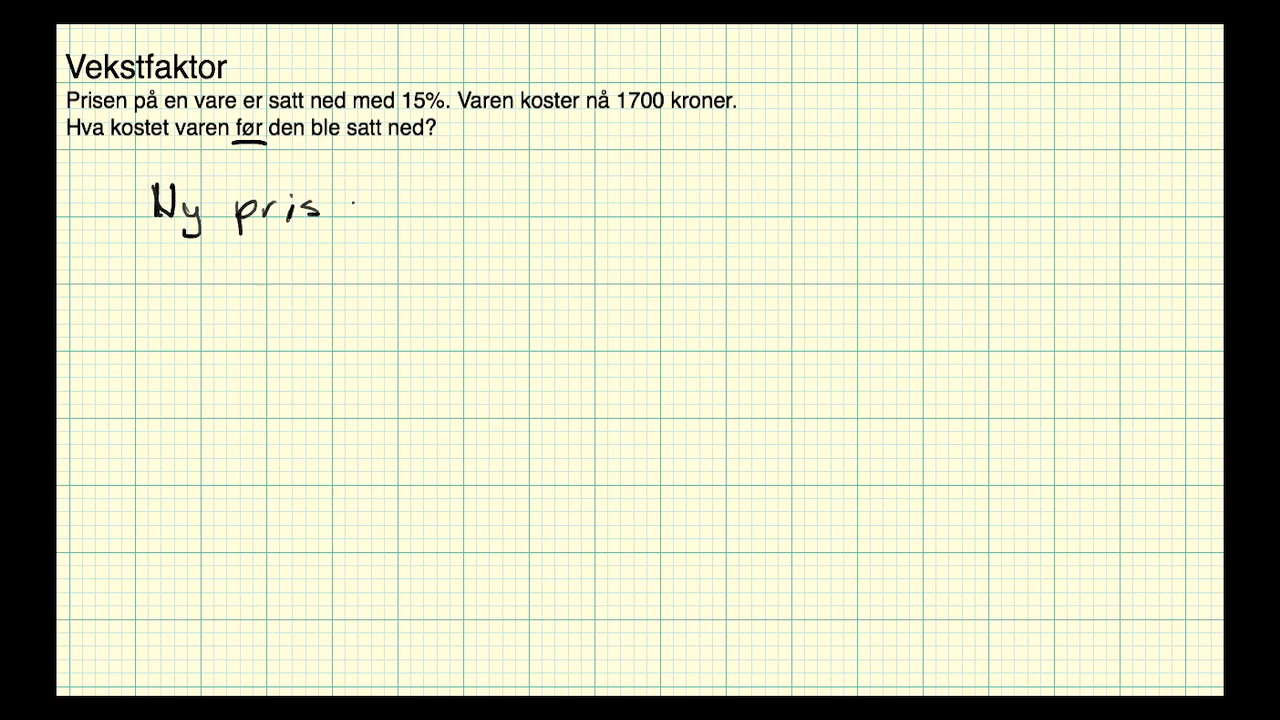 Vekstfaktor
Prisen på en vare er satt ned med 15%. Varen koster nå 1700 kroner.
Hva kostet varen før den ble satt ned?
Ny pris